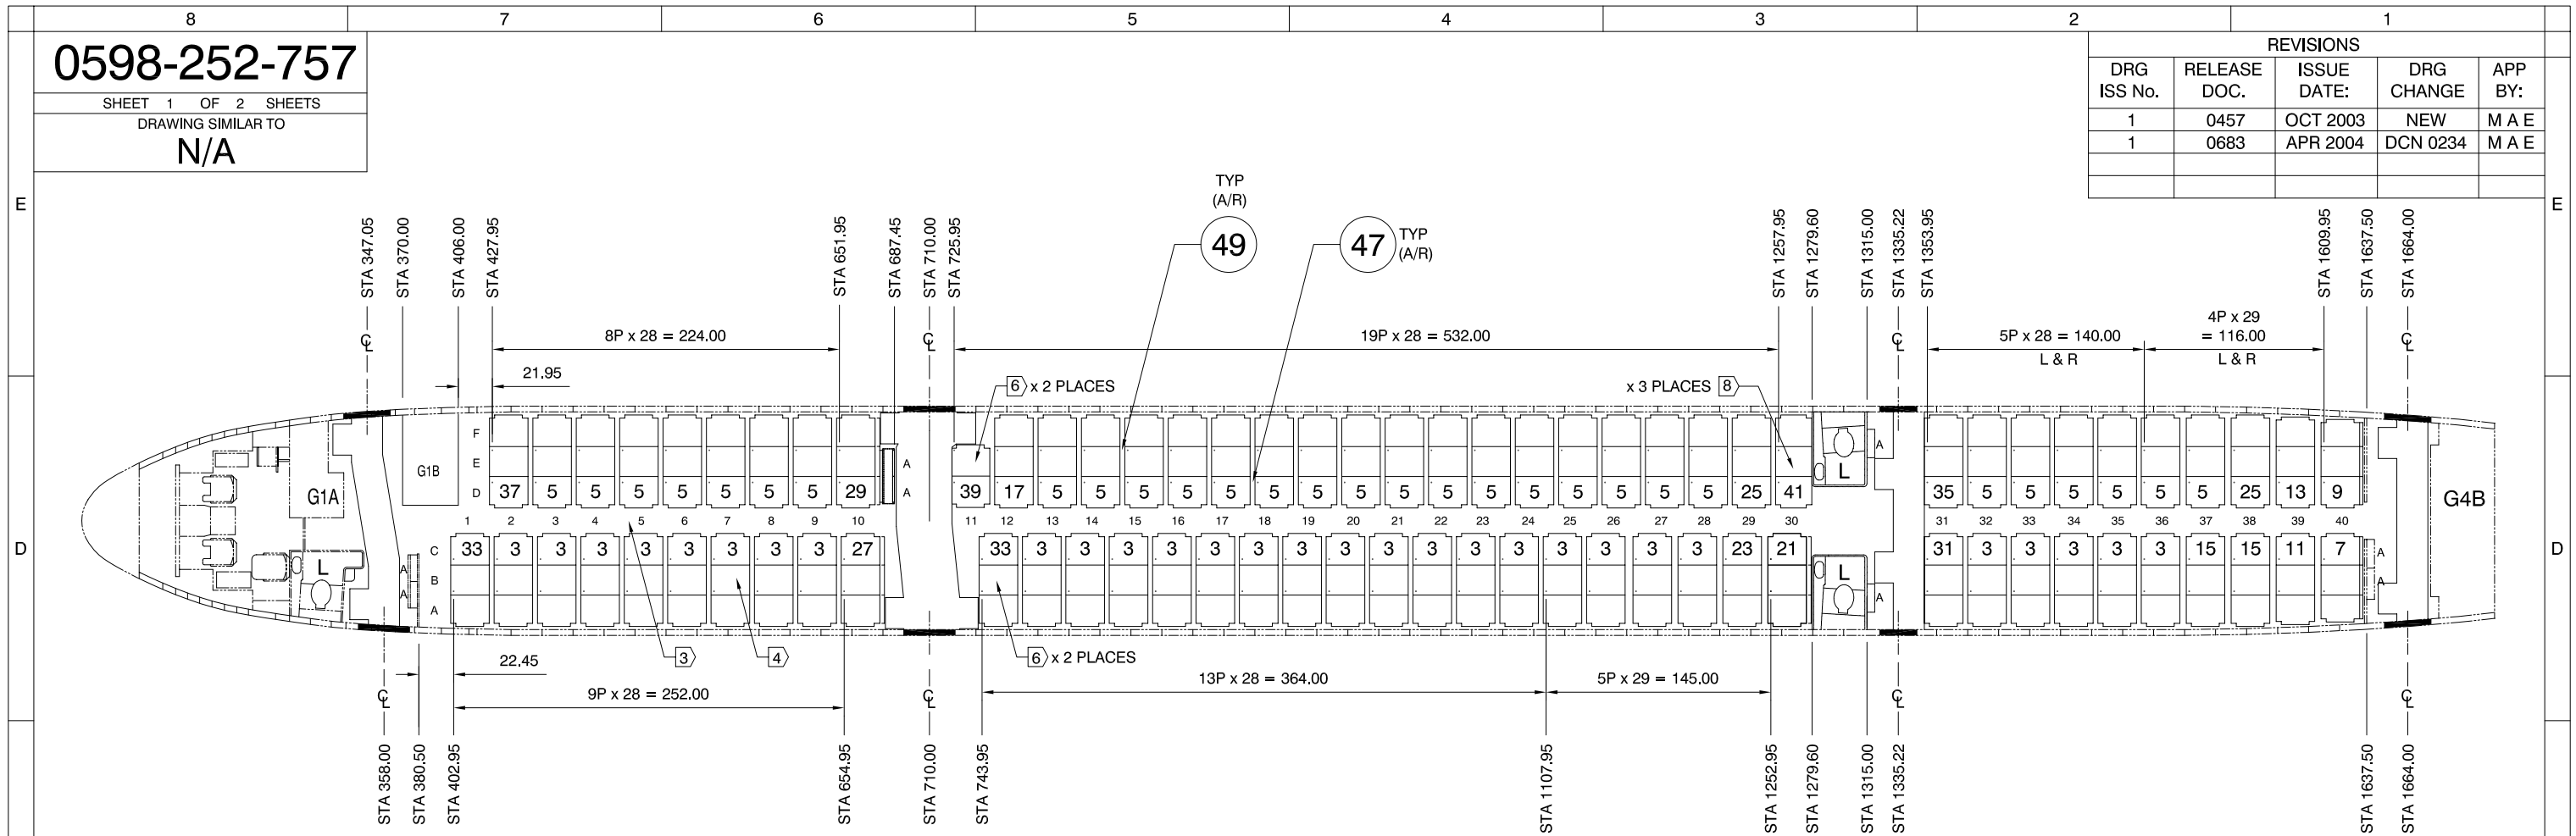 8 7 6 5 4 3 2 1
0598-252-757
SHEET 1 OF 2 SHEETS
DRAWING SIMILAR TO
N/A
REVISIONS
DRG ISS No. RELEASE DOC. ISSUE DATE: DRG CHANGE APP BY:
1 0457 OCT 2003 NEW M A E
1 0683 APR 2004 DCN 0234 M A E
E E
TYP
(A/R)
49
47 TYP
(A/R)
STA 347.05
STA 370.00
STA 406.00
STA 427.95
STA 651.95
STA 687.45
STA 710.00
STA 725.95
STA 1257.95
STA 1279.60
STA 1315.00
STA 1335.22
STA 1353.95
STA 1609.95
STA 1637.50
STA 1664.00
8P x 28 = 224.00
19P x 28 = 532.00
5P x 28 = 140.00
L & R
4P x 29
= 116.00
L & R
℄ ℄ ℄ ℄
21.95
6 x 2 PLACES
x 3 PLACES 8
F
E
D
G1B
G1A
A
A
L
A
37 5 5 5 5 5 5 5 29
39 17 5 5 5 5 5 5 5 5 5 5 5 5 5 5 5 5 25 41
35 5 5 5 5 5 5 25 13 9
G4B
1 2 3 4 5 6 7 8 9 10 11 12 13 14 15 16 17 18 19 20 21 22 23 24 25 26 27 28 29 30 31 32 33 34 35 36 37 38 39 40
D D
C
B
A
L
A
A
33 3 3 3 3 3 3 3 3 27
33 3 3 3 3 3 3 3 3 3 3 3 3 3 3 3 3 23 21
L
A
31 3 3 3 3 3 15 15 11 7
A
A
22.45
3
4
6 x 2 PLACES
9P x 28 = 252.00
13P x 28 = 364.00
5P x 29 = 145.00
℄ ℄ ℄ ℄
STA 358.00
STA 380.50
STA 402.95
STA 654.95
STA 710.00
STA 743.95
STA 1107.95
STA 1252.95
STA 1279.60
STA 1315.00
STA 1335.22
STA 1637.50
STA 1664.00